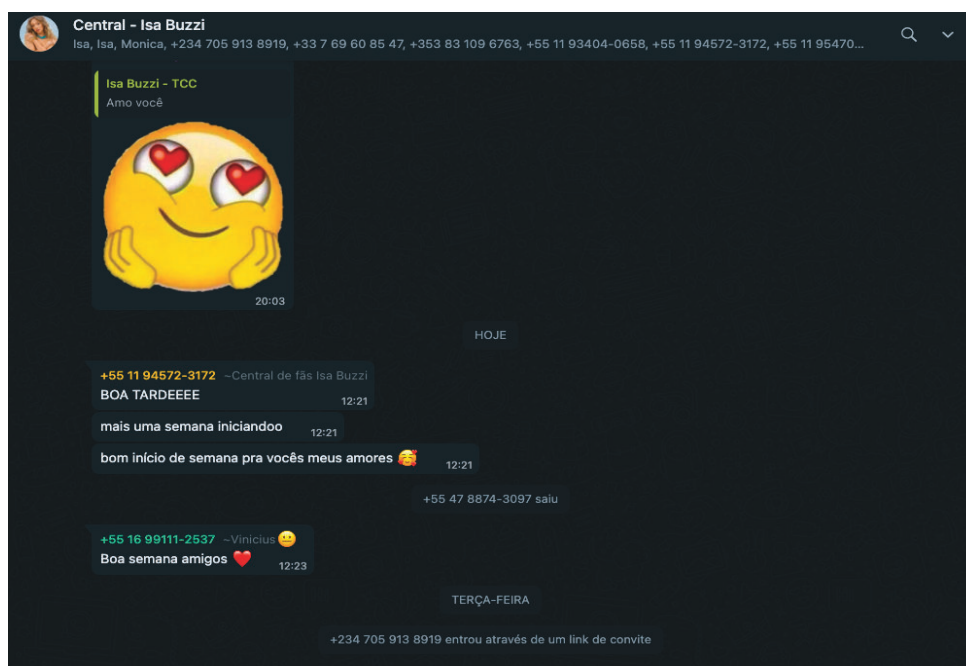 Central - Isa Buzzi
Isa, Isa, Monica, +234 705 913 8919, +33 7 69 60 85 47, +353 83 109 6763, +55 11 93404-0658, +55 11 94572-3172, +55 11 95470...
Isa Buzzi - TCC
Amo você
20:03
HOJE
+55 11 94572-3172 ~Central de fãs Isa Buzzi
BOA TARDEEEE
12:21
mais uma semana iniciandoo 12:21
bom início de semana pra vocês meus amores 🥰 12:21
+55 47 8874-3097 saiu
+55 16 99111-2537 ~Vinicius 😐
Boa semana amigos ❤️ 12:23
TERÇA-FEIRA
+234 705 913 8919 entrou através de um link de convite